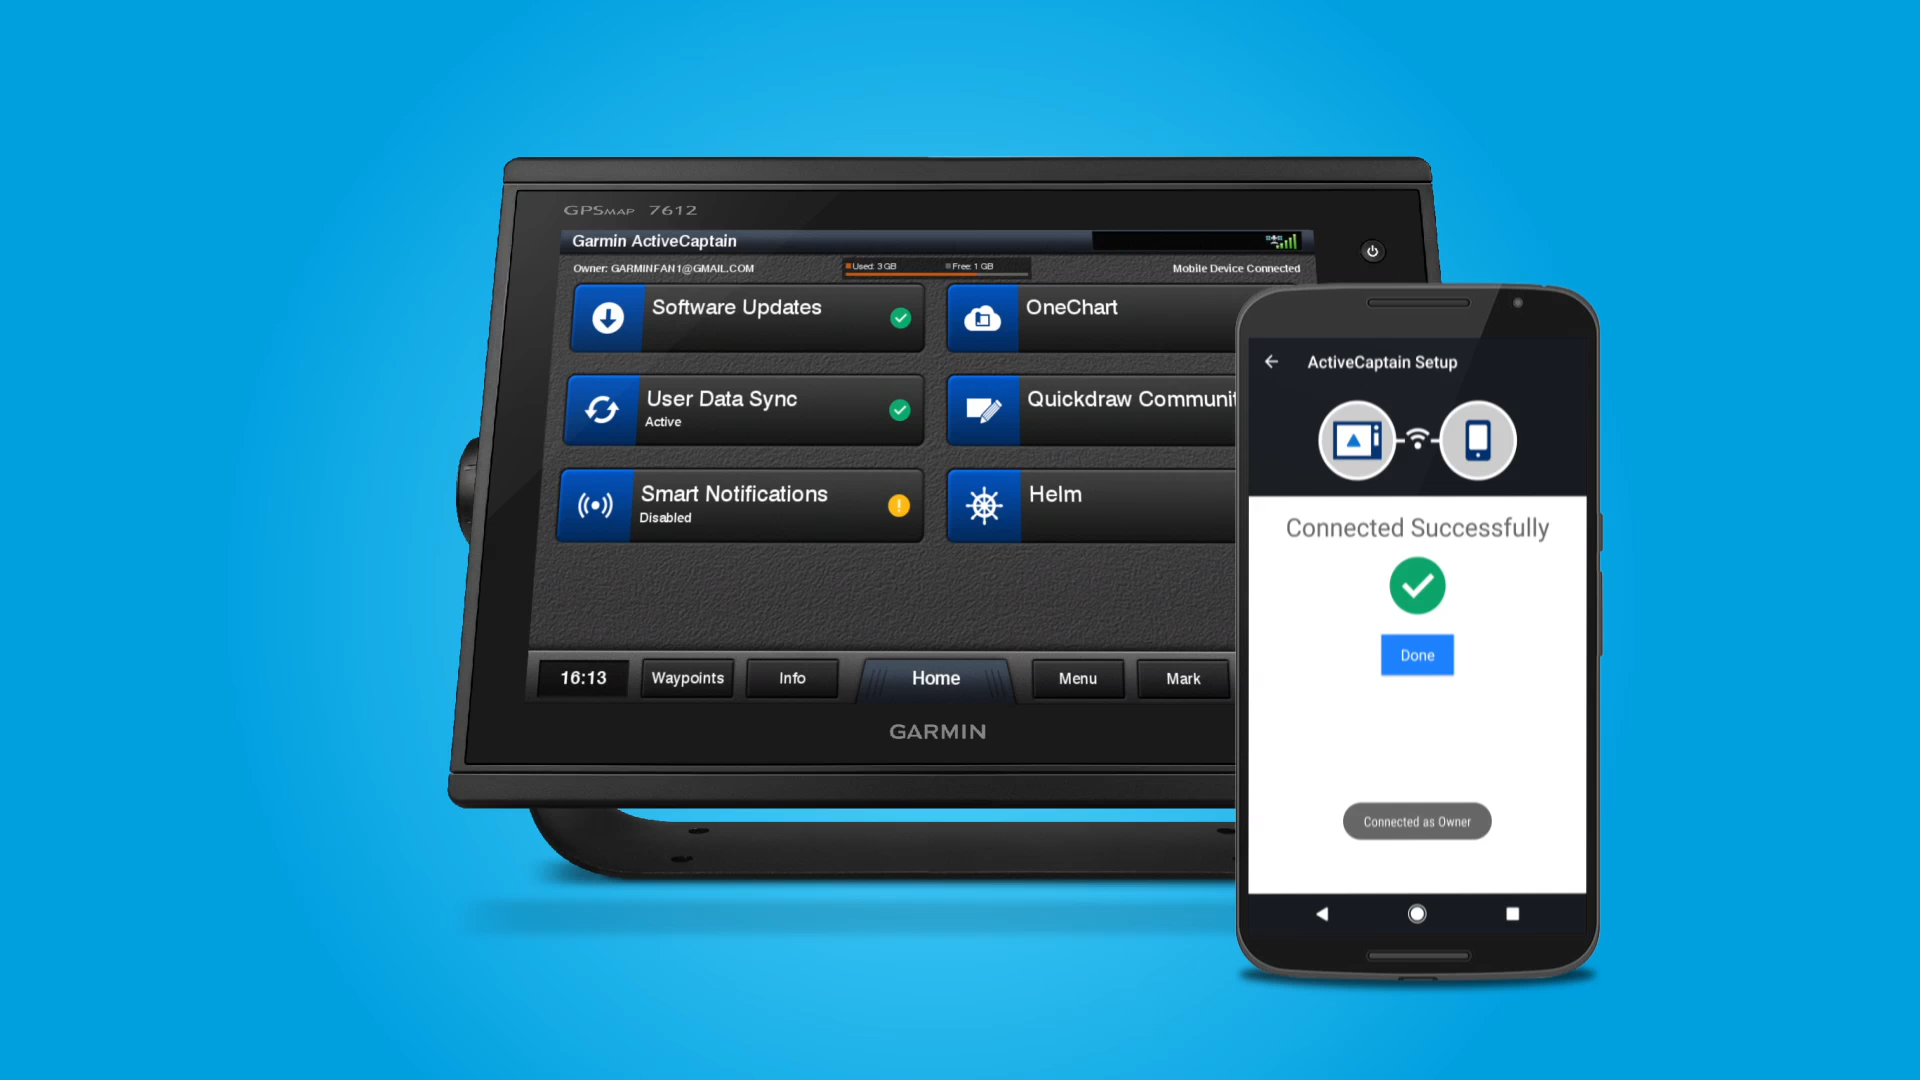 GPSMAP 7612
Garmin ActiveCaptain
Owner: GARMINFAN1@GMAIL.COM
Used: 3 GB
Free: 1 GB
Mobile Device Connected
Software Updates
OneChart
User Data Sync
Active
Quickdraw Communit
Smart Notifications
Disabled
Helm
16:13
Waypoints
Info
Home
Menu
Mark
GARMIN
ActiveCaptain Setup
Connected Successfully
Done
Connected as Owner